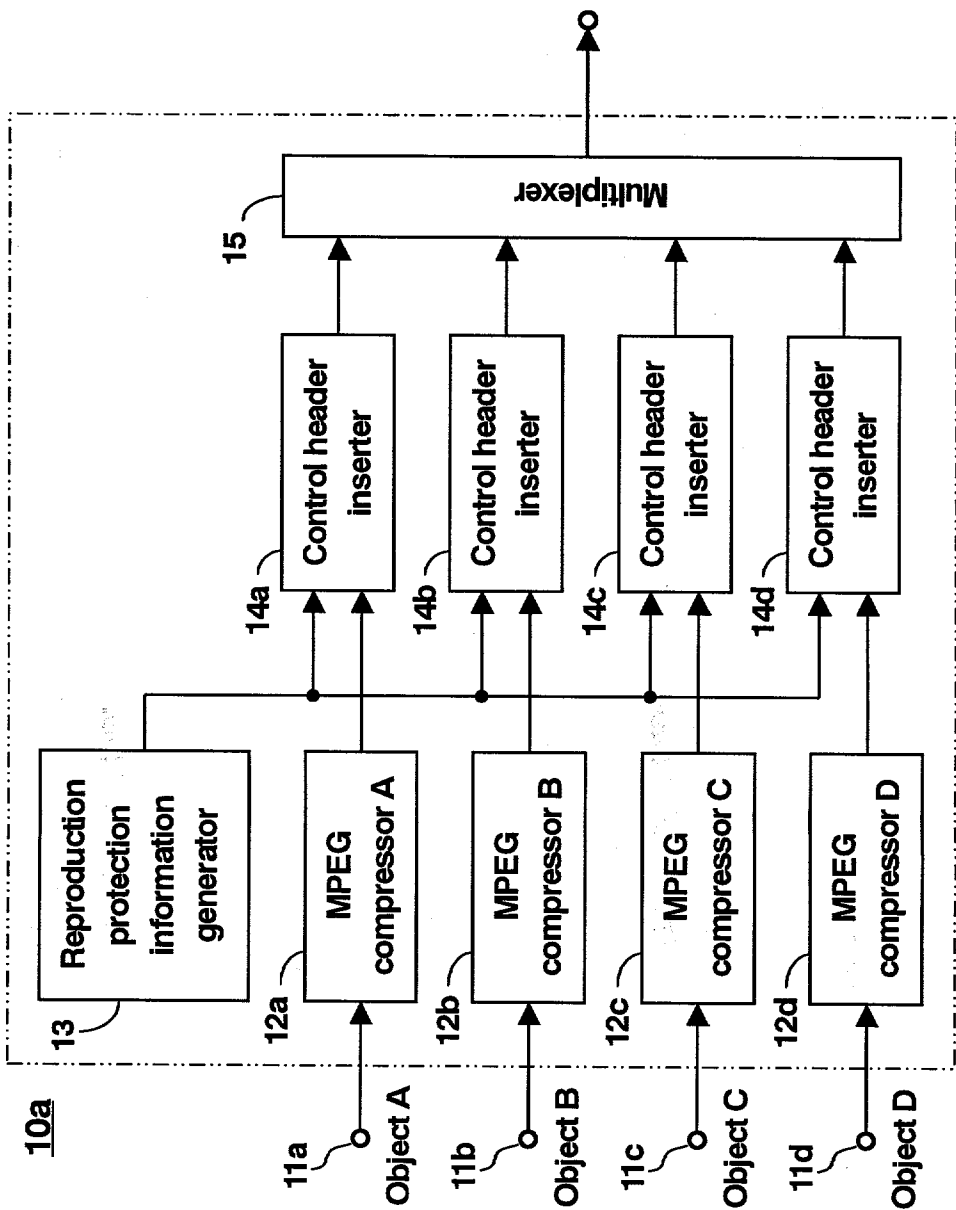 10a
13
Reproduction
protection
information
generator
11a
Object A
12a
MPEG
compressor A
14a
Control header
inserter
11b
Object B
12b
MPEG
compressor B
14b
Control header
inserter
11c
Object C
12c
MPEG
compressor C
14c
Control header
inserter
11d
Object D
12d
MPEG
compressor D
14d
Control header
inserter
15
Multiplexer